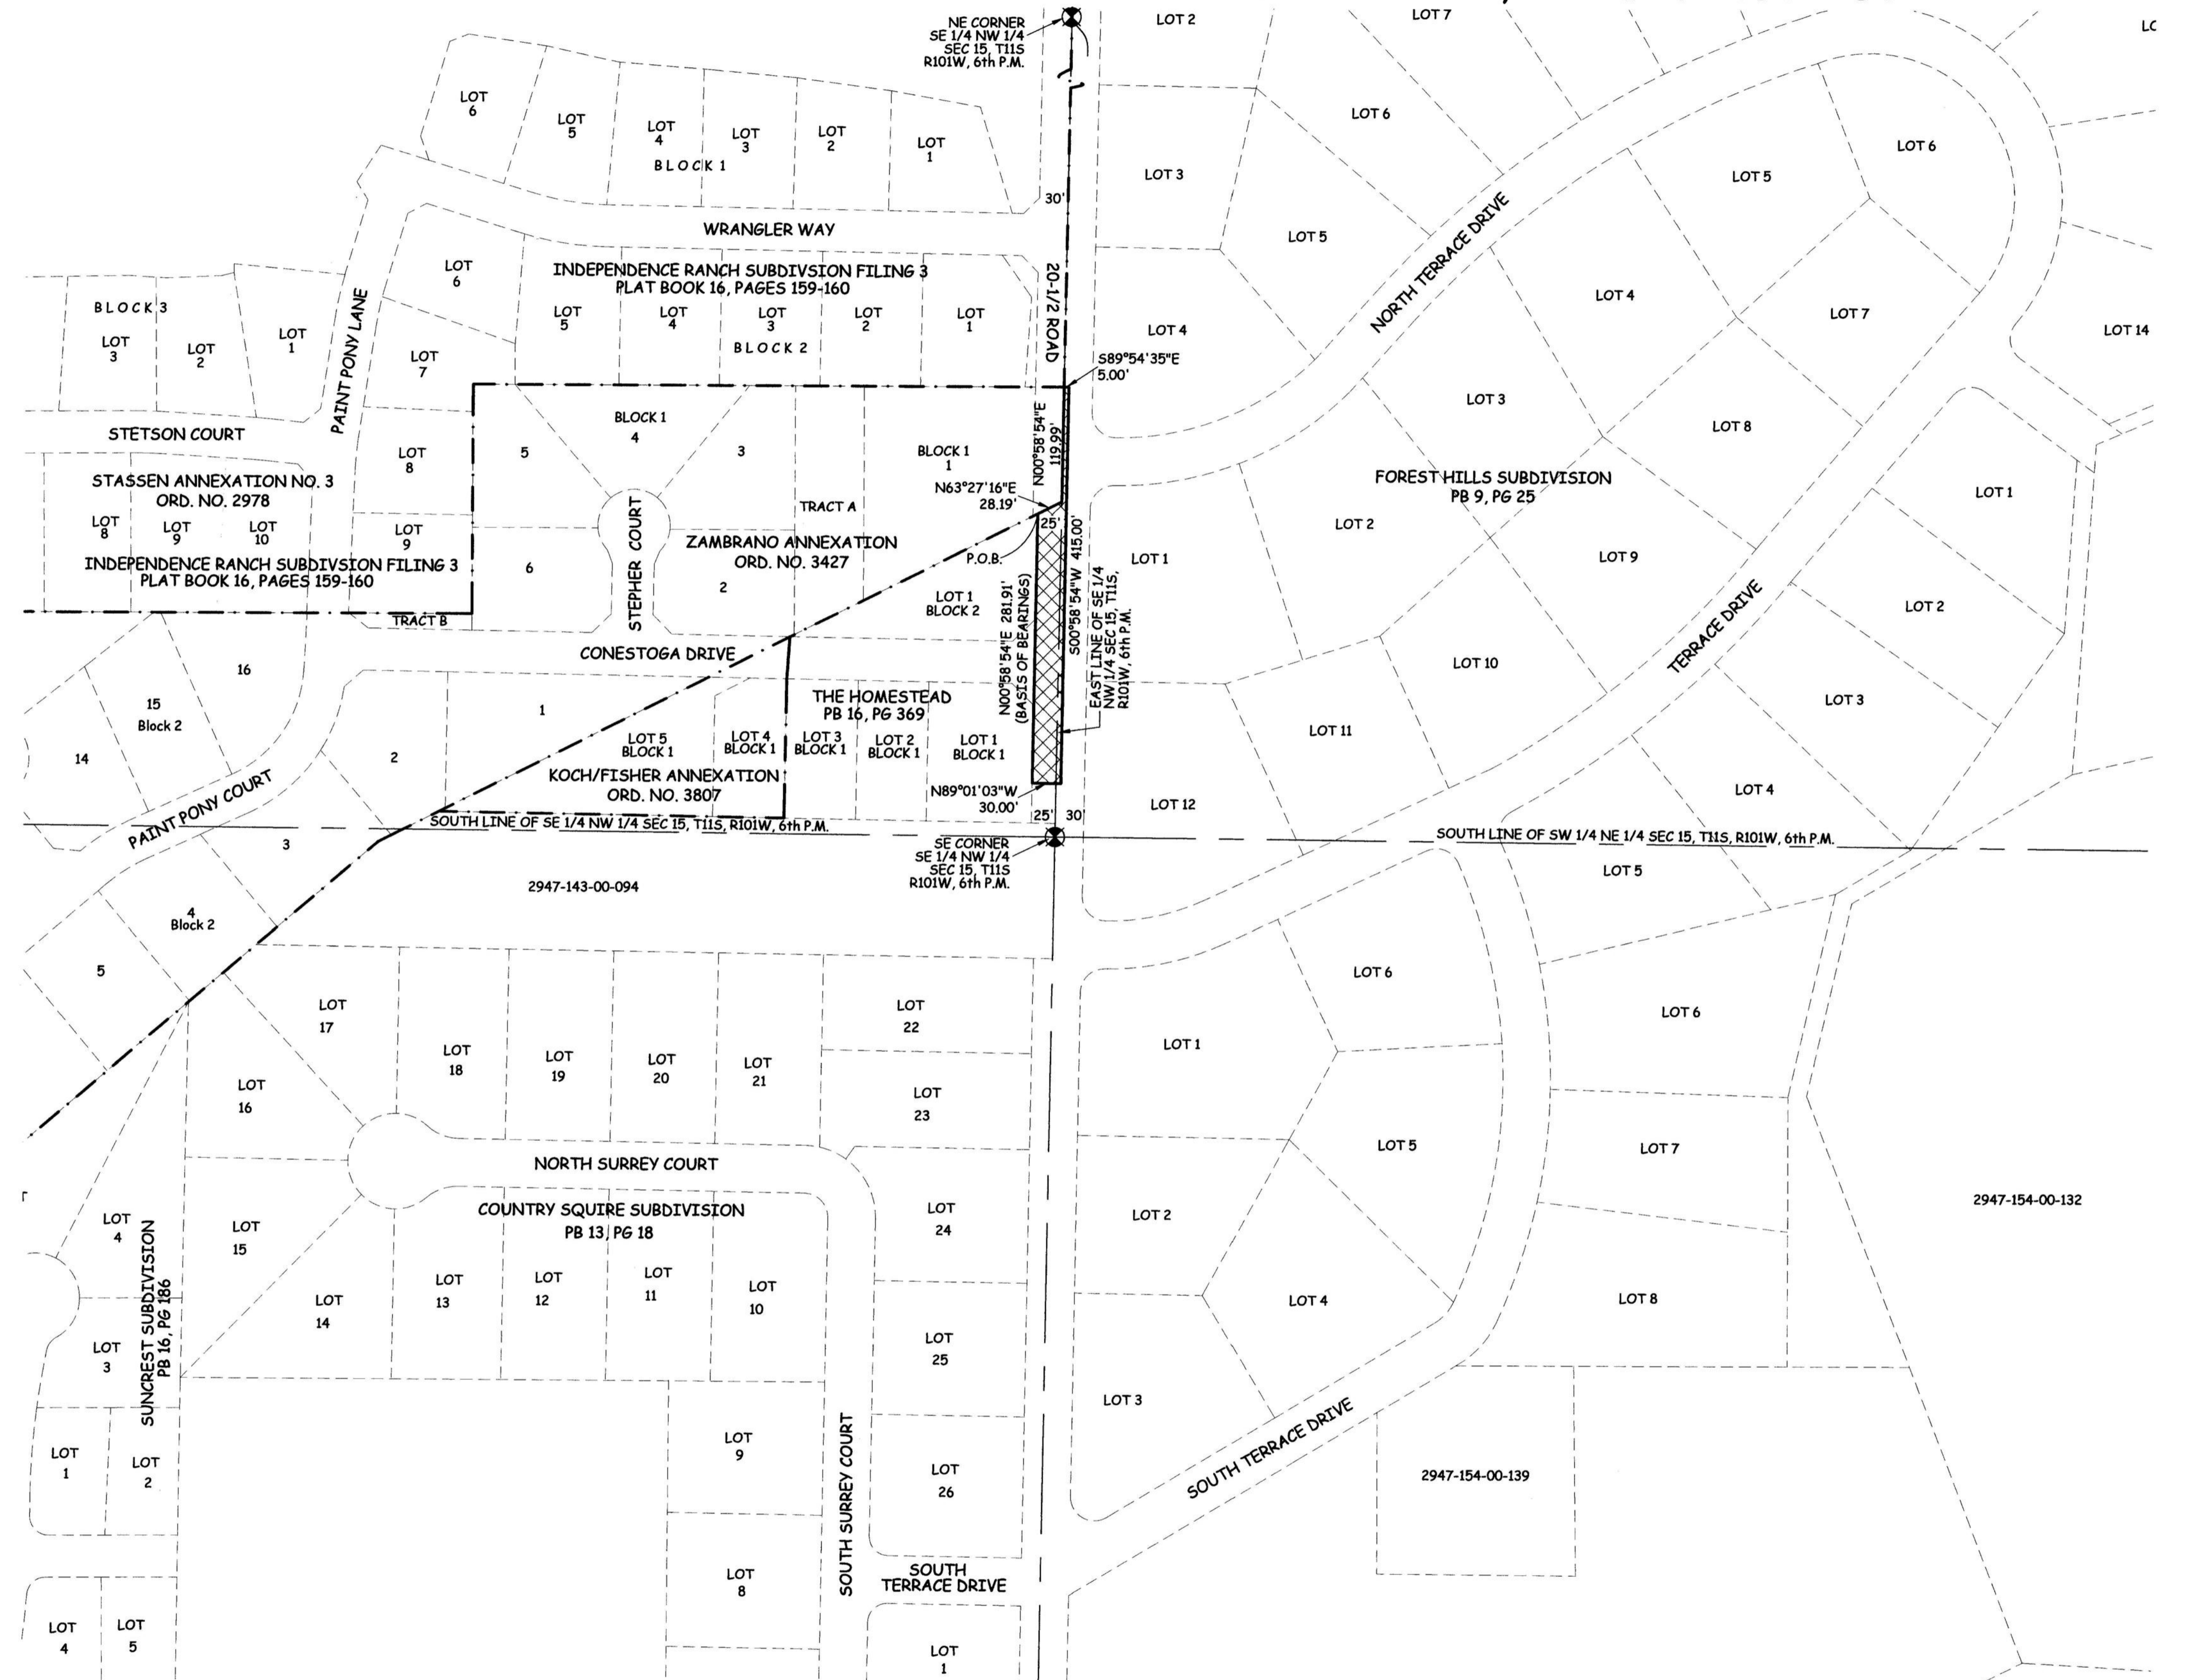 NE CORNER
SE 1/4 NW 1/4
SEC 15, T11S
R101W, 6th P.M.
LOT 2
LOT 7
LOT
6
LOT
5
LOT
4
LOT
3
LOT
2
LOT
1
BLOCK 1
LOT 6
LOT 3
LOT 5
LOT 6
LOT 5
30'
WRANGLER WAY
NORTH TERRACE DRIVE
LOT
6
INDEPENDENCE RANCH SUBDIVSION FILING 3
PLAT BOOK 16, PAGES 159-160
LOT
5
LOT
4
LOT
3
LOT
2
LOT
1
BLOCK 2
20-1/2 ROAD
LOT 4
LOT 4
LOT 7
LOT 14
BLOCK 3
LOT
3
LOT
2
LOT
1
PAINT PONY LANE
LOT
7
S89°54'35"E
5.00'
STETSON COURT
LOT
8
5
BLOCK 1
4
3
BLOCK 1
1
N00°58'54"E
119.99'
LOT 3
LOT 8
STASSEN ANNEXATION NO. 3
ORD. NO. 2978
LOT
8
LOT
9
LOT
10
LOT
9
INDEPENDENCE RANCH SUBDIVSION FILING 3
PLAT BOOK 16, PAGES 159-160
TRACT A
N63°27'16"E
28.19'
25'
P.O.B.
FOREST HILLS SUBDIVISION
PB 9, PG 25
LOT 1
LOT 2
STEPHER COURT
ZAMBRANO ANNEXATION
ORD. NO. 3427
6
2
LOT 1
BLOCK 2
N00°58'54"E 281.91'
(BASIS OF BEARINGS)
S00°58'54"W 415.00'
EAST LINE OF SE 1/4
NW 1/4 SEC 15, T11S,
R101W, 6th P.M.
LOT 1
LOT 9
LOT 2
TERRACE DRIVE
TRACT B
CONESTOGA DRIVE
16
15
Block 2
14
1
2
THE HOMESTEAD
PB 16, PG 369
LOT 5
BLOCK 1
LOT 4
BLOCK 1
LOT 3
BLOCK 1
LOT 2
BLOCK 1
LOT 1
BLOCK 1
KOCH/FISHER ANNEXATION
ORD. NO. 3807
LOT 10
LOT 11
LOT 3
LOT 4
LOT 12
N89°01'03"W
30.00'
25'
30'
PAINT PONY COURT
SOUTH LINE OF SE 1/4 NW 1/4 SEC 15, T11S, R101W, 6th P.M.
SOUTH LINE OF SW 1/4 NE 1/4 SEC 15, T11S, R101W, 6th P.M.
3
SE CORNER
SE 1/4 NW 1/4
SEC 15, T11S
R101W, 6th P.M.
2947-143-00-094
LOT 5
4
Block 2
5
LOT 6
LOT
17
LOT
22
LOT 6
LOT 1
LOT
18
LOT
19
LOT
20
LOT
21
LOT
16
LOT
23
LOT 5
LOT 7
NORTH SURREY COURT
COUNTRY SQUIRE SUBDIVISION
PB 13, PG 18
LOT
24
LOT 2
2947-154-00-132
LOT
4
LOT
15
SUNCREST SUBDIVISION
PB 16, PG 186
LOT
14
LOT
13
LOT
12
LOT
11
LOT
10
LOT 4
LOT 8
LOT
3
LOT
25
LOT 3
LOT
1
LOT
2
LOT
9
SOUTH SURREY COURT
LOT
26
SOUTH TERRACE DRIVE
2947-154-00-139
LOT
8
SOUTH
TERRACE DRIVE
LOT
4
LOT
5
LOT
1